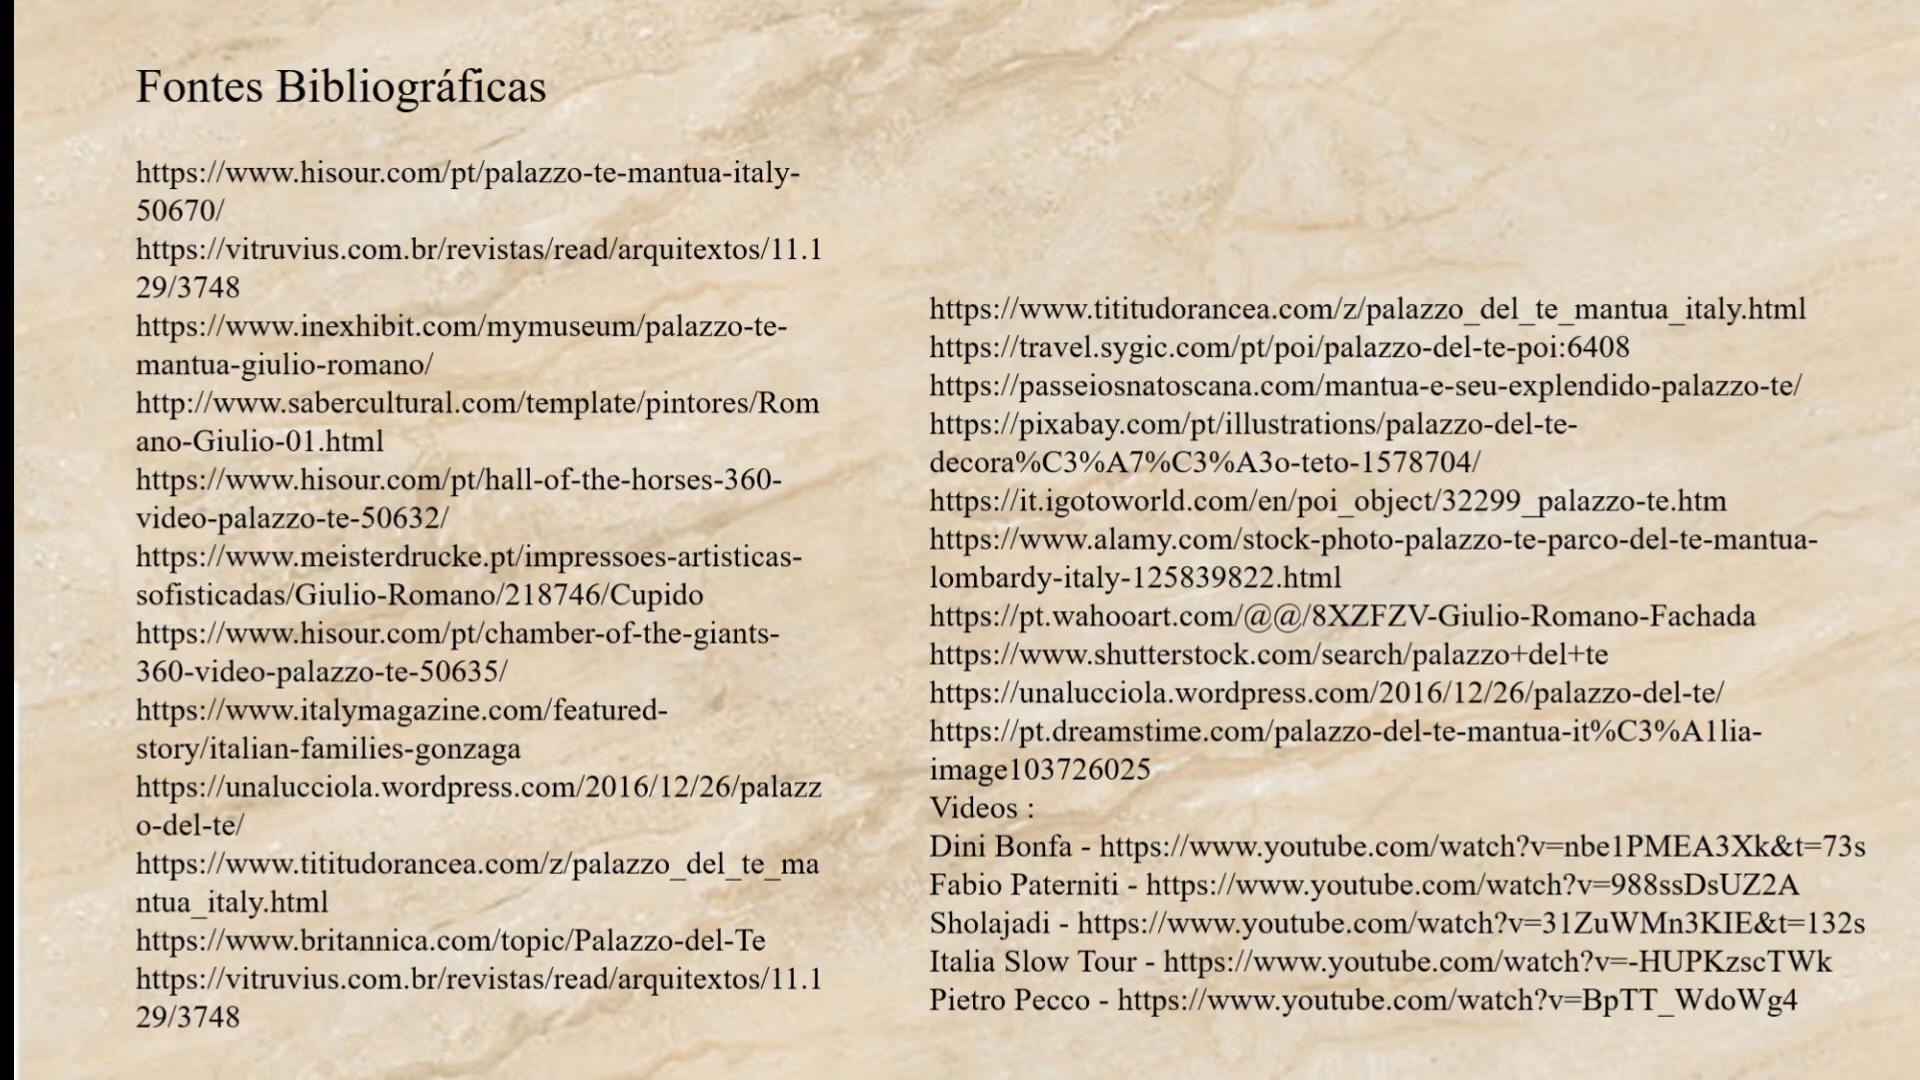 Fontes Bibliográficas
https://www.hisour.com/pt/palazzo-te-mantua-italy-
50670/
https://vitruvius.com.br/revistas/read/arquitextos/11.1
29/3748
https://www.inexhibit.com/mymuseum/palazzo-te-
mantua-giulio-romano/
http://www.sabercultural.com/template/pintores/Rom
ano-Giulio-01.html
https://www.hisour.com/pt/hall-of-the-horses-360-
video-palazzo-te-50632/
https://www.meisterdrucke.pt/impressoes-artisticas-
sofisticadas/Giulio-Romano/218746/Cupido
https://www.hisour.com/pt/chamber-of-the-giants-
360-video-palazzo-te-50635/
https://www.italymagazine.com/featured-
story/italian-families-gonzaga
https://unalucciola.wordpress.com/2016/12/26/palazz
o-del-te/
https://www.tititudorancea.com/z/palazzo_del_te_ma
ntua_italy.html
https://www.britannica.com/topic/Palazzo-del-Te
https://vitruvius.com.br/revistas/read/arquitextos/11.1
29/3748
https://www.tititudorancea.com/z/palazzo_del_te_mantua_italy.html
https://travel.sygic.com/pt/poi/palazzo-del-te-poi:6408
https://passeiosnatoscana.com/mantua-e-seu-explendido-palazzo-te/
https://pixabay.com/pt/illustrations/palazzo-del-te-
decora%C3%A7%C3%A3o-teto-1578704/
https://it.igotoworld.com/en/poi_object/32299_palazzo-te.htm
https://www.alamy.com/stock-photo-palazzo-te-parco-del-te-mantua-
lombardy-italy-125839822.html
https://pt.wahooart.com/@@/8XZFZV-Giulio-Romano-Fachada
https://www.shutterstock.com/search/palazzo+del+te
https://unalucciola.wordpress.com/2016/12/26/palazzo-del-te/
https://pt.dreamstime.com/palazzo-del-te-mantua-it%C3%A1lia-
image103726025
Videos :
Dini Bonfa - https://www.youtube.com/watch?v=nbe1PMEA3Xk&t=73s
Fabio Paterniti - https://www.youtube.com/watch?v=988ssDsUZ2A
Sholajadi - https://www.youtube.com/watch?v=31ZuWMn3KIE&t=132s
Italia Slow Tour - https://www.youtube.com/watch?v=-HUPKzscTWk
Pietro Pecco - https://www.youtube.com/watch?v=BpTT_WdoWg4